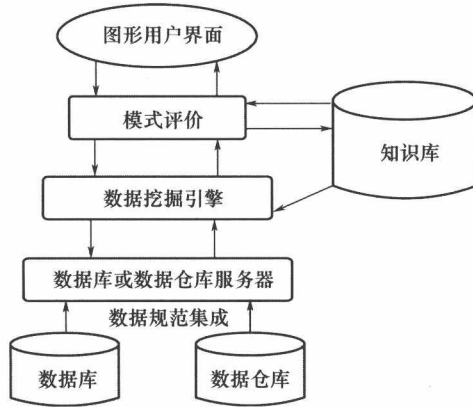 图形用户界面
模式评价
知识库
数据挖掘引擎
数据库或数据仓库服务器
数据规范集成
数据库
数据仓库